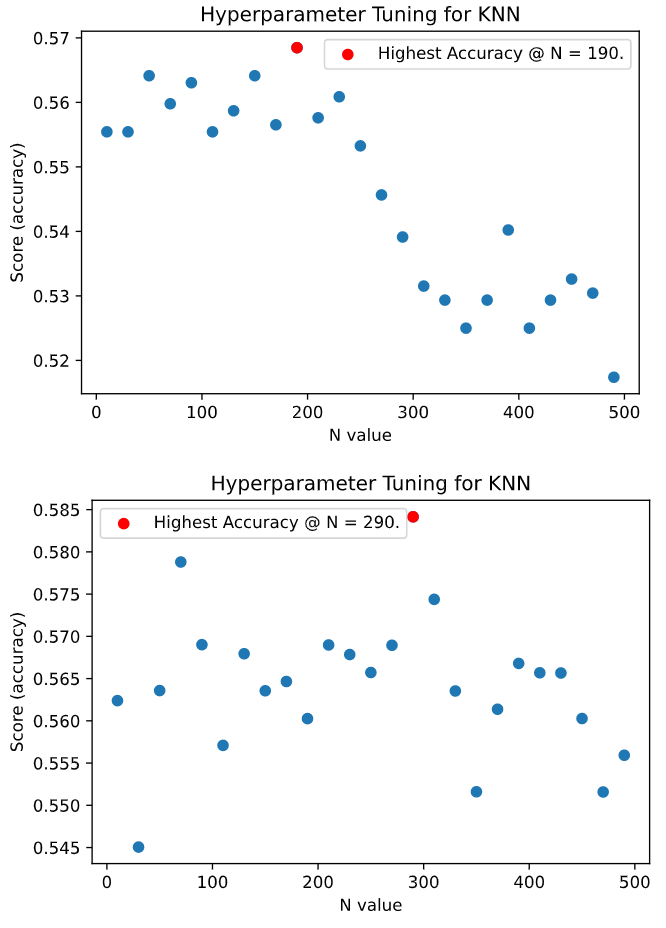 Hyperparameter Tuning for KNN
0.57
Highest Accuracy @ N = 190.
0.56
0.55
0.54
0.53
0.52
Score (accuracy)
0 100 200 300 400 500
N value
Hyperparameter Tuning for KNN
0.585
Highest Accuracy @ N = 290.
0.580
0.575
0.570
0.565
0.560
0.555
0.550
0.545
Score (accuracy)
0 100 200 300 400 500
N value